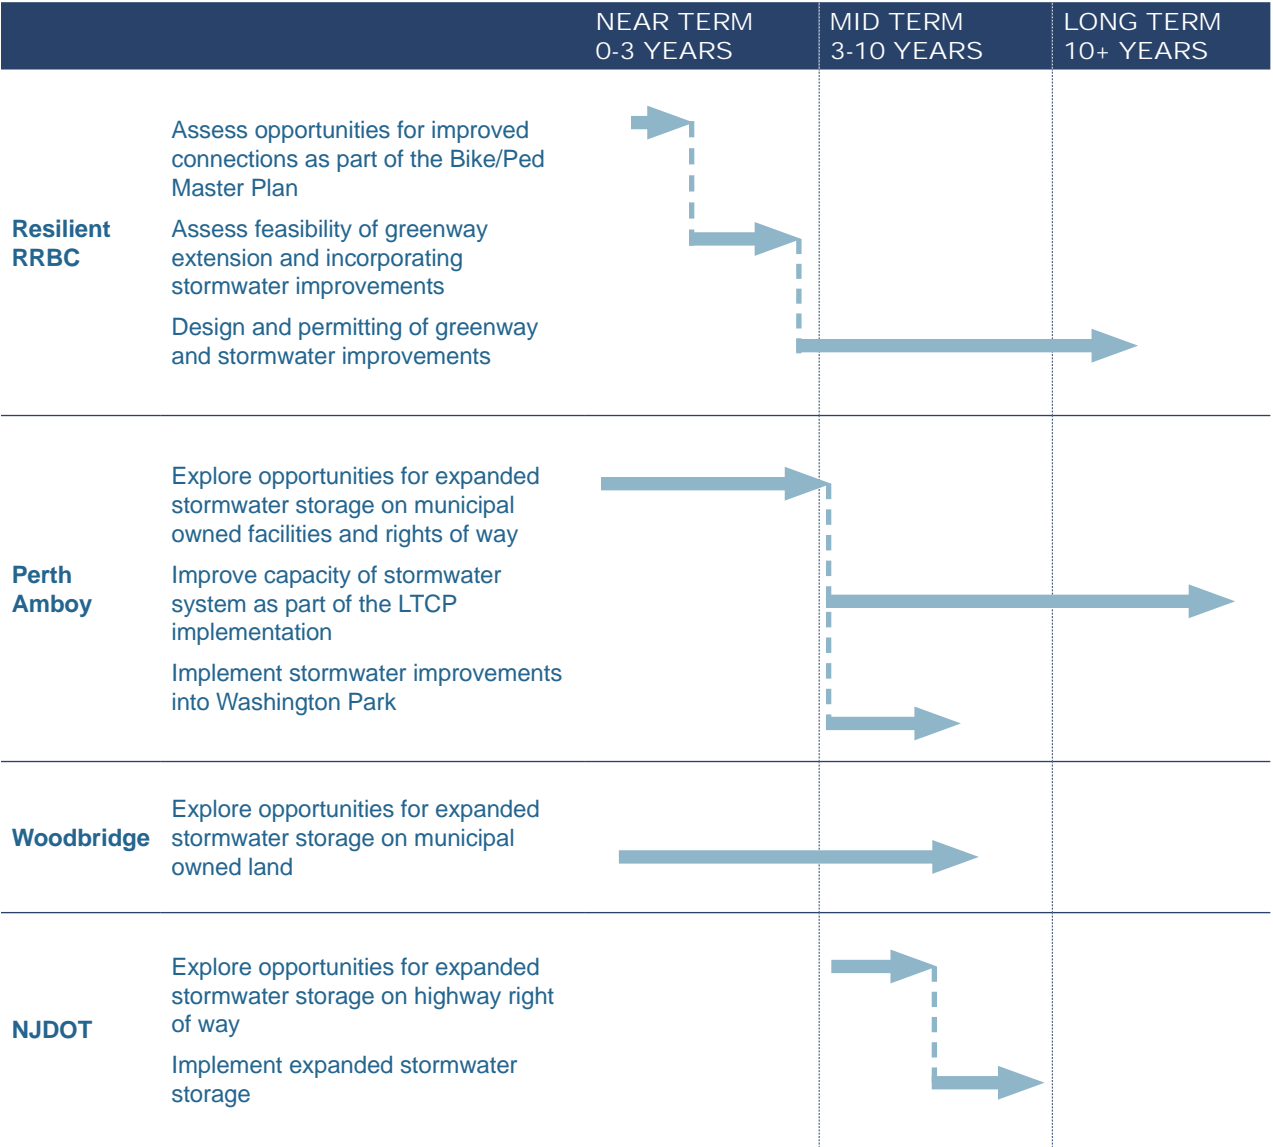 NEAR TERM
0-3 YEARS
MID TERM
3-10 YEARS
LONG TERM
10+ YEARS
Resilient
RRBC
Assess opportunities for improved
connections as part of the Bike/Ped
Master Plan
Assess feasibility of greenway
extension and incorporating
stormwater improvements
Design and permitting of greenway
and stormwater improvements
Perth
Amboy
Explore opportunities for expanded
stormwater storage on municipal
owned facilities and rights of way
Improve capacity of stormwater
system as part of the LTCP
implementation
Implement stormwater improvements
into Washington Park
Woodbridge
Explore opportunities for expanded
stormwater storage on municipal
owned land
NJDOT
Explore opportunities for expanded
stormwater storage on highway right
of way
Implement expanded stormwater
storage